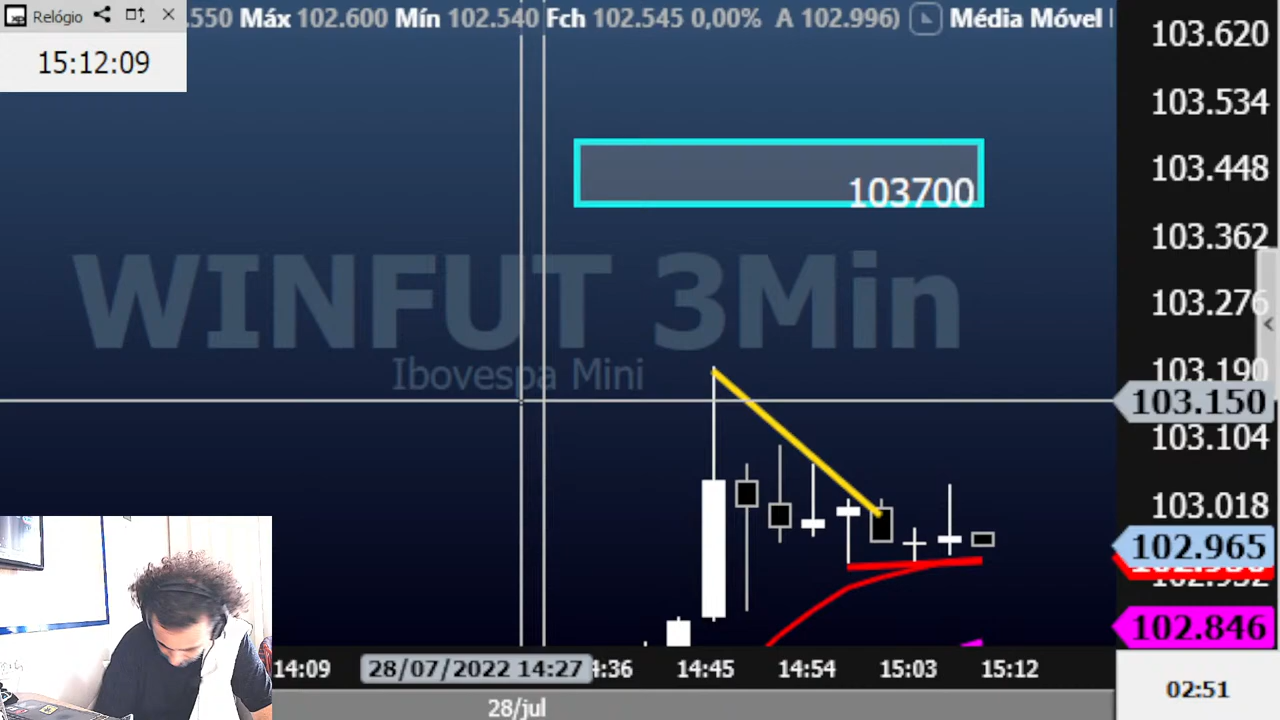 Relógio
.550 Máx 102.600 Mín 102.540 Fch 102.545 0,00% A 102.996) Média Móvel
15:12:09
103.620
103.534
103.448
103700
103.362
WINFUT 3Min
103.276
Ibovespa Mini
103.190
103.150
103.104
103.018
102.965
102.932
102.846
14:09 28/07/2022 14:27 14:36 14:45 14:54 15:03 15:12
02:51
28/jul